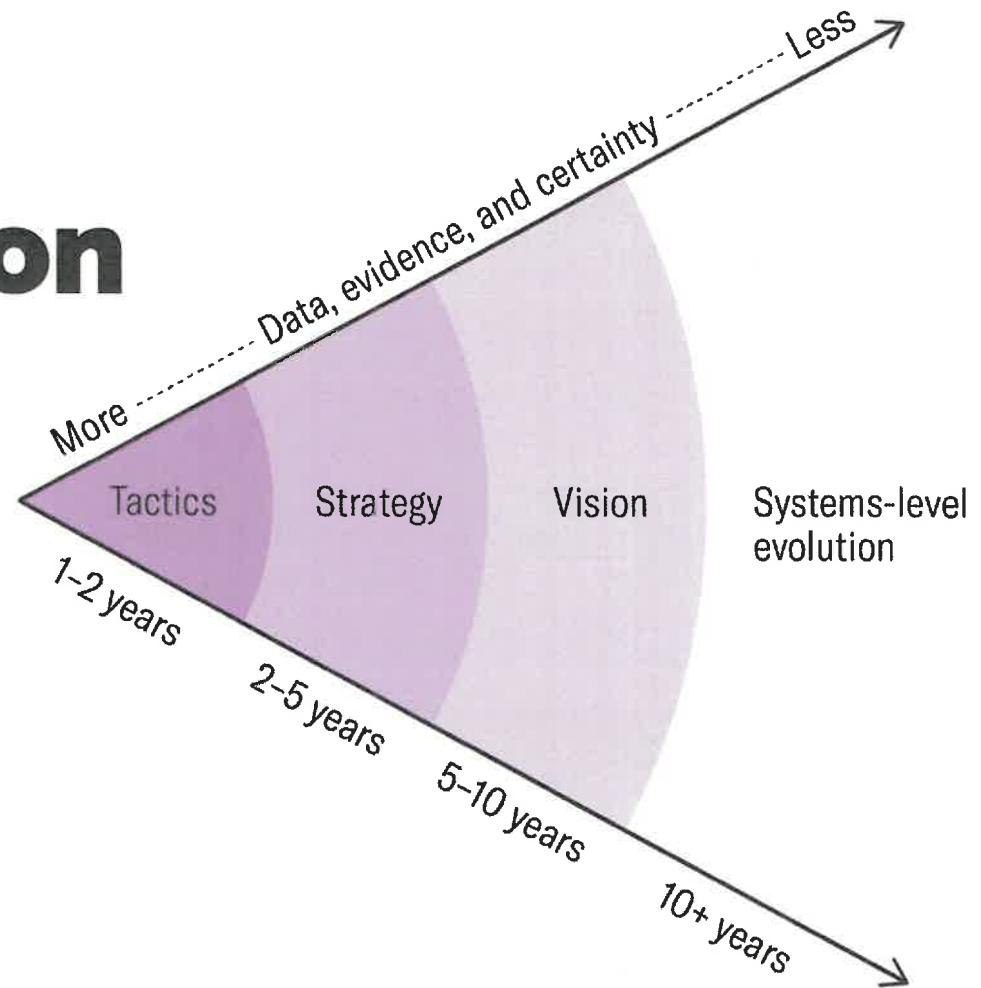 on
More Data, evidence, and certainty Less
Tactics
Strategy
Vision
Systems-level
evolution
1–2 years
2–5 years
5–10 years
10+ years